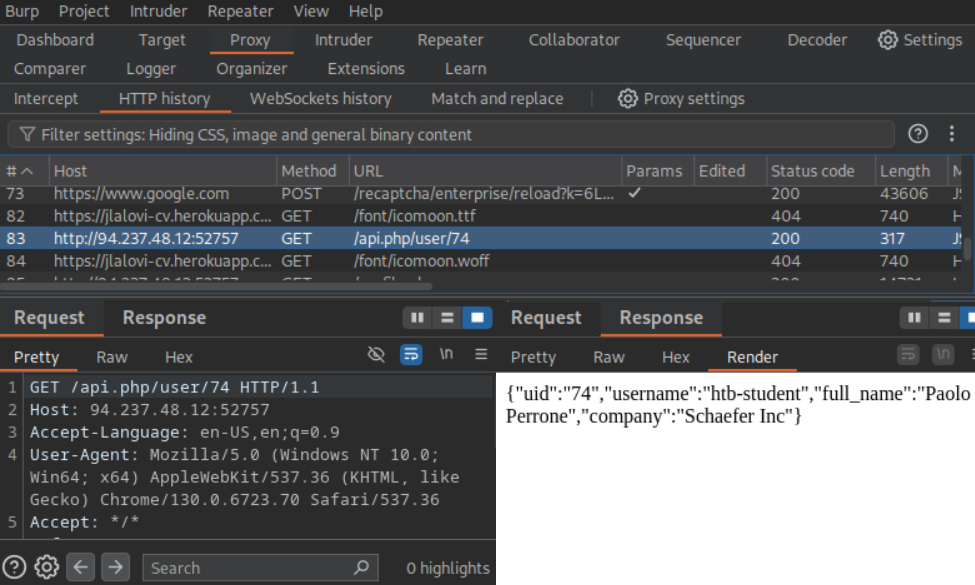 Burp Project Intruder Repeater View Help
Dashboard Target Proxy Intruder Repeater Collaborator Sequencer Decoder Settings
Comparer Logger Organizer Extensions Learn
Intercept HTTP history WebSockets history Match and replace Proxy settings
Filter settings: Hiding CSS, image and general binary content
# Host Method URL Params Edited Status code Length
73 https://www.google.com POST /recaptcha/enterprise/reload?k=6L... ✓ 200 43606
82 https://jlalovi-cv.herokuapp.c... GET /font/icomoon.ttf 404 740
83 http://94.237.48.12:52757 GET /api.php/user/74 200 317
84 https://jlalovi-cv.herokuapp.c... GET /font/icomoon.woff 404 740
Request Response
Pretty Raw Hex \n
1 GET /api.php/user/74 HTTP/1.1
2 Host: 94.237.48.12:52757
3 Accept-Language: en-US,en;q=0.9
4 User-Agent: Mozilla/5.0 (Windows NT 10.0;
Win64; x64) AppleWebKit/537.36 (KHTML, like
Gecko) Chrome/130.0.6723.70 Safari/537.36
5 Accept: */*
Search 0 highlights
Request Response
Pretty Raw Hex Render \n
{"uid":"74","username":"htb-student","full_name":"Paolo
Perrone","company":"Schaefer Inc"}